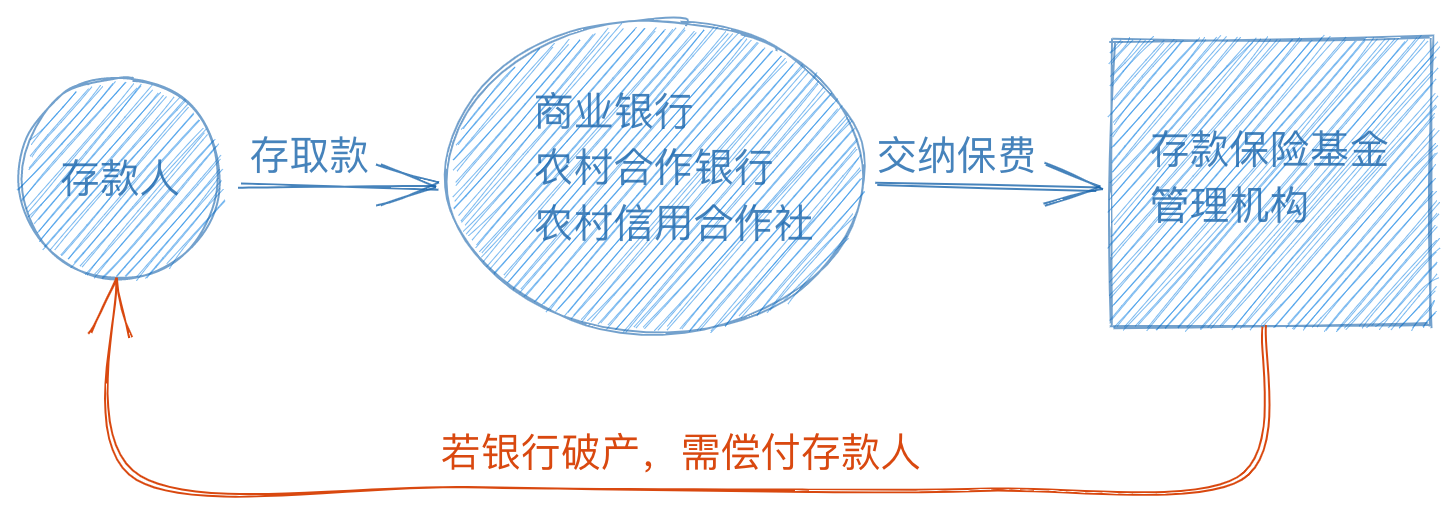 存款人
存取款
商业银行
农村合作银行
农村信用合作社
交纳保费
存款保险基金
管理机构
若银行破产，需偿付存款人